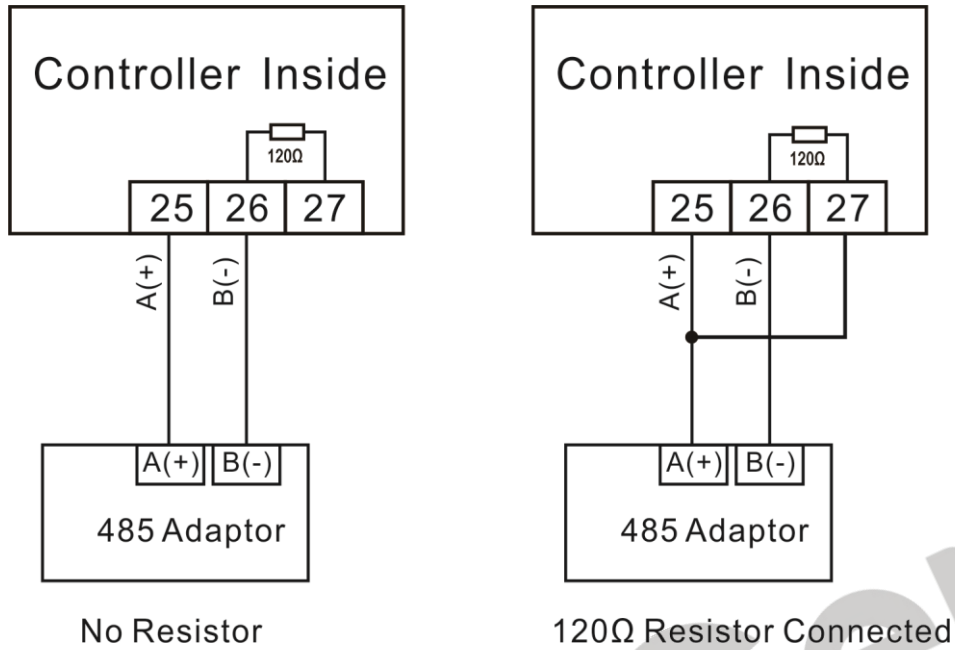 Controller Inside
120Ω
25 26 27
A(+) B(-)
A(+) B(-)
485 Adaptor
No Resistor
Controller Inside
120Ω
25 26 27
A(+) B(-)
A(+) B(-)
485 Adaptor
120Ω Resistor Connected